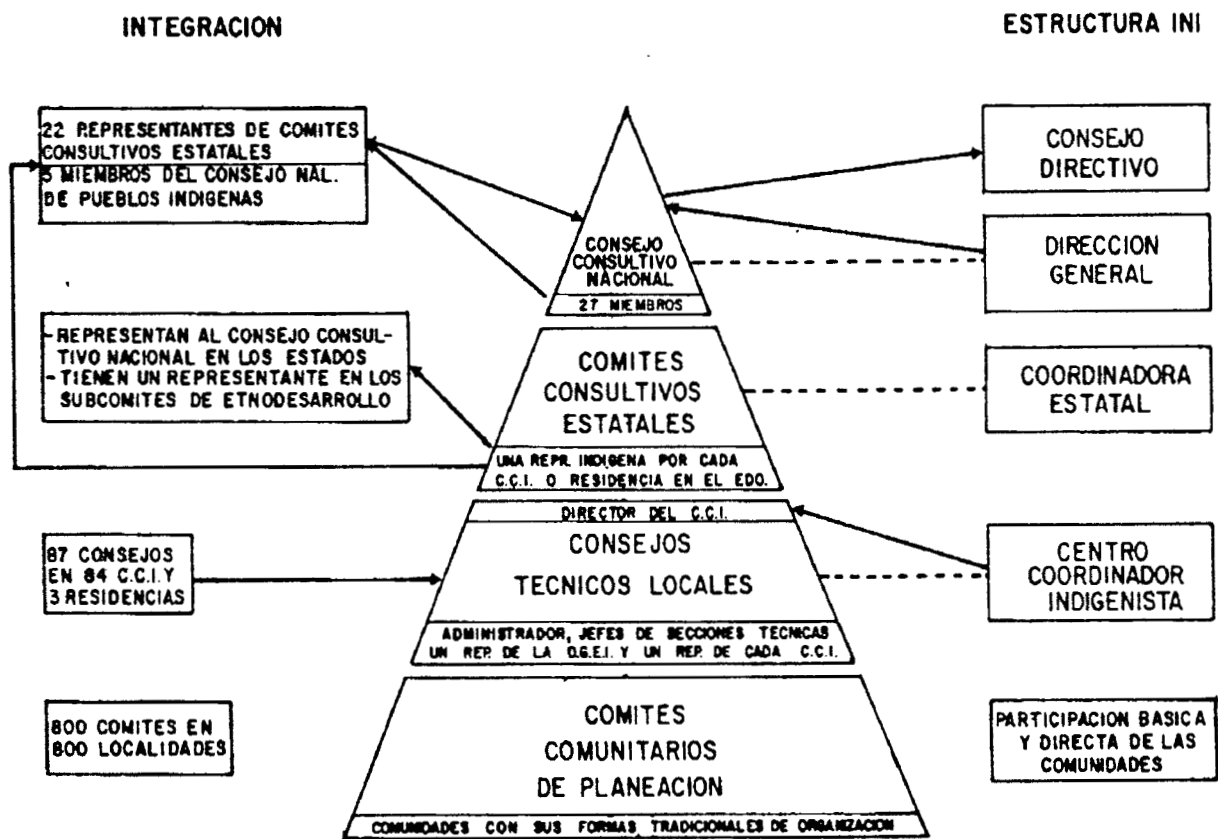 INTEGRACION
ESTRUCTURA INI
22 REPRESENTANTES DE COMITES
CONSULTIVOS ESTATALES
5 MIEMBROS DEL CONSEJO NAL.
DE PUEBLOS INDIGENAS
CONSEJO
CONSULTIVO
NACIONAL
27 MIEMBROS
CONSEJO
DIRECTIVO
DIRECCION
GENERAL
-REPRESENTAN AL CONSEJO CONSUL-
TIVO NACIONAL EN LOS ESTADOS
-TIENEN UN REPRESENTANTE EN LOS
SUBCOMITES DE ETNODESARROLLO
COMITES
CONSULTIVOS
ESTATALES
UNA REPR. INDIGENA POR CADA
C.C.I. O RESIDENCIA EN EL EDO.
COORDINADORA
ESTATAL
87 CONSEJOS
EN 84 C.C.I. Y
3 RESIDENCIAS
DIRECTOR DEL C.C.I.
CONSEJOS
TECNICOS LOCALES
ADMINISTRADOR, JEFES DE SECCIONES TECNICAS
UN REP. DE LA D.G.E.I. Y UN REP. DE CADA C.C.I.
CENTRO
COORDINADOR
INDIGENISTA
800 COMITES EN
800 LOCALIDADES
COMITES
COMUNITARIOS
DE PLANEACION
COMUNIDADES CON SUS FORMAS TRADICIONALES DE ORGANIZACION
PARTICIPACION BASICA
Y DIRECTA DE LAS
COMUNIDADES